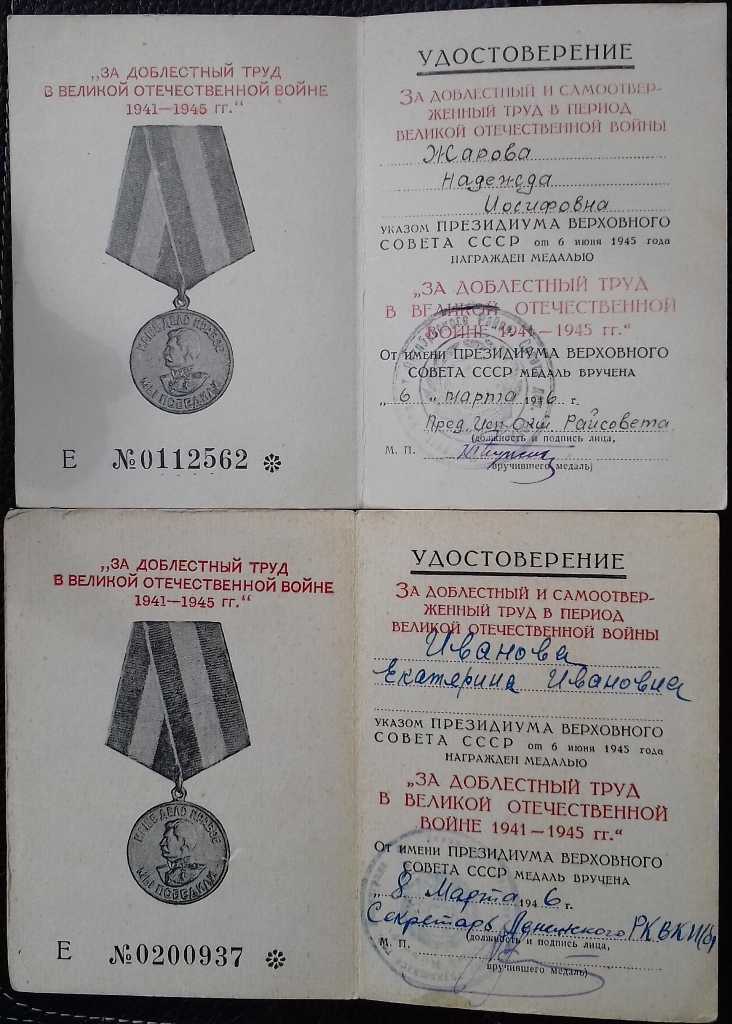 „ЗА ДОБЛЕСТНЫЙ ТРУД
В ВЕЛИКОЙ ОТЕЧЕСТВЕННОЙ ВОЙНЕ
1941—1945 гг.“
НАШЕ ДЕЛО ПРАВОЕ
МЫ ПОБЕДИЛИ
Е №0112562
УДОСТОВЕРЕНИЕ
ЗА ДОБЛЕСТНЫЙ И САМООТВЕР-
ЖЕННЫЙ ТРУД В ПЕРИОД
ВЕЛИКОЙ ОТЕЧЕСТВЕННОЙ ВОЙНЫ
Жарова
Надежда
Иосифовна
УКАЗОМ ПРЕЗИДИУМА ВЕРХОВНОГО
СОВЕТА СССР от 6 июня 1945 года
НАГРАЖДЕН МЕДАЛЬЮ
„ЗА ДОБЛЕСТНЫЙ ТРУД
В ВЕЛИКОЙ ОТЕЧЕСТВЕННОЙ
ВОЙНЕ 1941—1945 гг.“
От имени ПРЕЗИДИУМА ВЕРХОВНОГО
СОВЕТА СССР МЕДАЛЬ ВРУЧЕНА
„6 “ марта 1946 г.
Пред. Райсовета
(должность и подпись лица,
М. П.
вручившего медаль)
„ЗА ДОБЛЕСТНЫЙ ТРУД
В ВЕЛИКОЙ ОТЕЧЕСТВЕННОЙ ВОЙНЕ
1941—1945 гг.“
НАШЕ ДЕЛО ПРАВОЕ
МЫ ПОБЕДИЛИ
Е №0200937
УДОСТОВЕРЕНИЕ
ЗА ДОБЛЕСТНЫЙ И САМООТВЕР-
ЖЕННЫЙ ТРУД В ПЕРИОД
ВЕЛИКОЙ ОТЕЧЕСТВЕННОЙ ВОЙНЫ
Иванова
Екатерина Ивановна
УКАЗОМ ПРЕЗИДИУМА ВЕРХОВНОГО
СОВЕТА СССР от 6 июня 1945 года
НАГРАЖДЕН МЕДАЛЬЮ
„ЗА ДОБЛЕСТНЫЙ ТРУД
В ВЕЛИКОЙ ОТЕЧЕСТВЕННОЙ
ВОЙНЕ 1941—1945 гг.“
От имени ПРЕЗИДИУМА ВЕРХОВНОГО
СОВЕТА СССР МЕДАЛЬ ВРУЧЕНА
„8 Марта 1946 г.
Секретарь РК ВКП/б/
(должность и подпись лица,
М. П.
вручившего медаль)